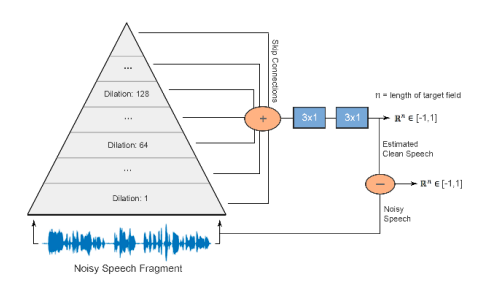 Skip Connections
...
Dilation: 128
...
Dilation: 64
...
Dilation: 1
+
3x1
3x1
n = length of target field
ℝⁿ ∈ [-1,1]
Estimated
Clean Speech
−
ℝⁿ ∈ [-1,1]
Noisy
Speech
Noisy Speech Fragment